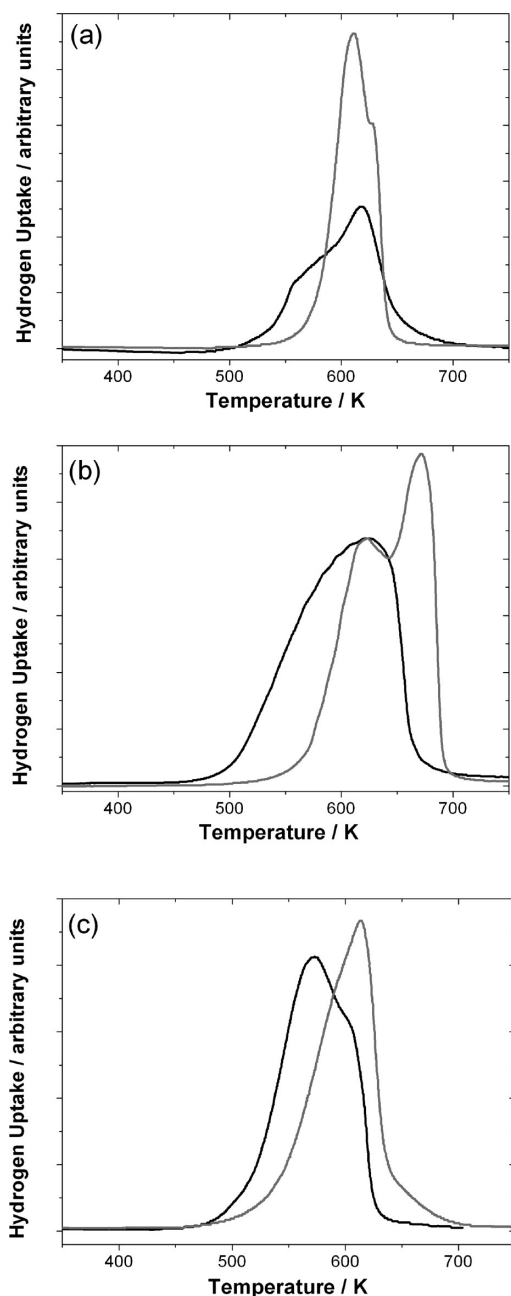 (a)
Hydrogen Uptake / arbitrary units
400 500 600 700
Temperature / K
(b)
Hydrogen Uptake / arbitrary units
400 500 600 700
Temperature / K
(c)
Hydrogen Uptake / arbitrary units
400 500 600 700
Temperature / K